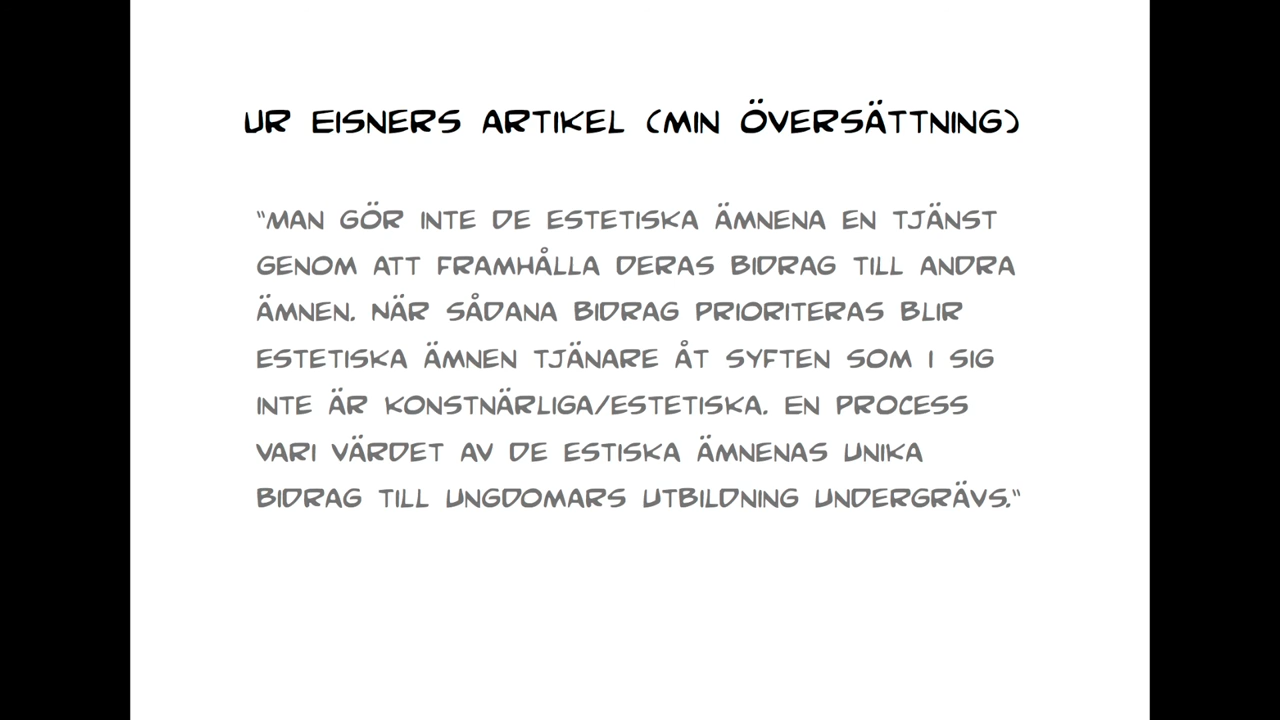 UR EISNERS ARTIKEL (MIN ÖVERSÄTTNING)
"MAN GÖR INTE DE ESTETISKA ÄMNENA EN TJÄNST
GENOM ATT FRAMHÅLLA DERAS BIDRAG TILL ANDRA
ÄMNEN. NÄR SÅDANA BIDRAG PRIORITERAS BLIR
ESTETISKA ÄMNEN TJÄNARE ÅT SYFTEN SOM I SIG
INTE ÄR KONSTNÄRLIGA/ESTETISKA. EN PROCESS
VARI VÄRDET AV DE ESTISKA ÄMNENAS UNIKA
BIDRAG TILL UNGDOMARS UTBILDNING UNDERGRÄVS."